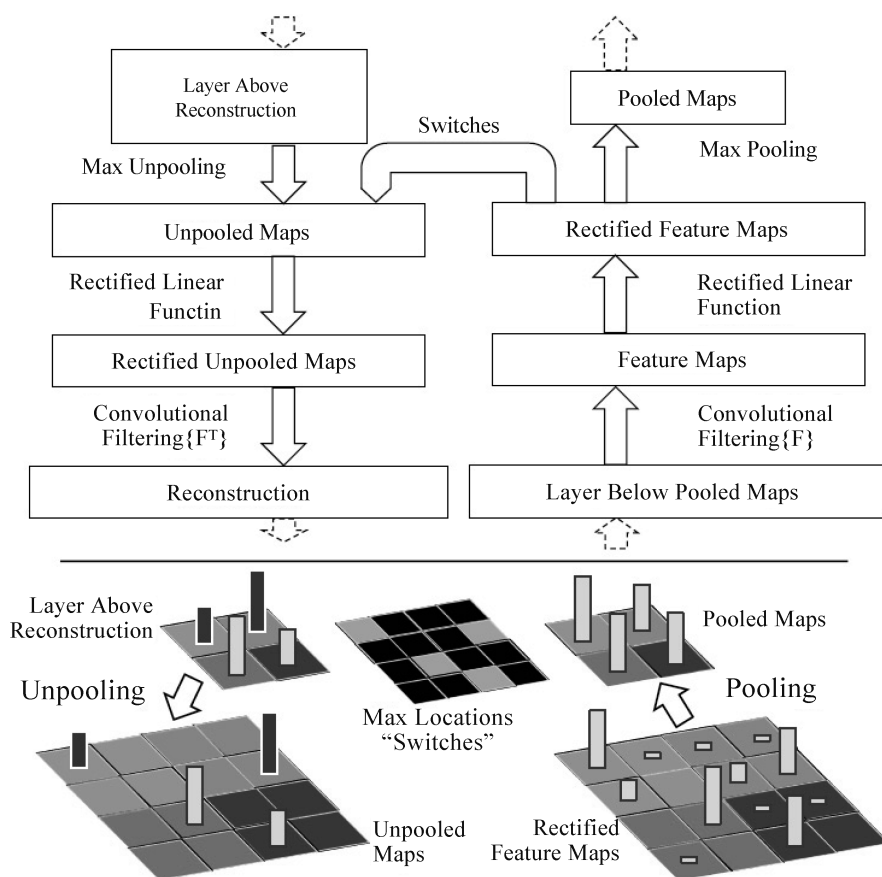 Layer Above
Reconstruction
Pooled Maps
Switches
Max Unpooling
Max Pooling
Unpooled Maps
Rectified Feature Maps
Rectified Linear
Functin
Rectified Linear
Function
Rectified Unpooled Maps
Feature Maps
Convolutional
Filtering{Fᵀ}
Convolutional
Filtering{F}
Reconstruction
Layer Below Pooled Maps
Layer Above
Reconstruction
Pooled Maps
Unpooling
Pooling
Max Locations
“Switches”
Unpooled
Maps
Rectified
Feature Maps